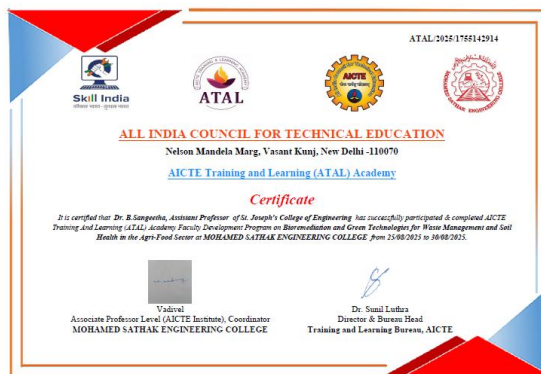 ATAL/2025/1755142914
Skill India
कौशल भारत - कुशल भारत
ATAL
AICTE
ALL INDIA COUNCIL FOR TECHNICAL EDUCATION
Nelson Mandela Marg, Vasant Kunj, New Delhi -110070
AICTE Training and Learning (ATAL) Academy
Certificate
It is certified that Dr. B.Sangeetha, Assistant Professor of St. Joseph's College of Engineering has successfully participated & completed AICTE
Training And Learning (ATAL) Academy Faculty Development Program on Bioremediation and Green Technologies for Waste Management and Soil
Health in the Agri-Food Sector at MOHAMED SATHAK ENGINEERING COLLEGE from 25/08/2025 to 30/08/2025.
Vadivel
Associate Professor Level (AICTE Institute), Coordinator
MOHAMED SATHAK ENGINEERING COLLEGE
Dr. Sunil Luthra
Director & Bureau Head
Training and Learning Bureau, AICTE